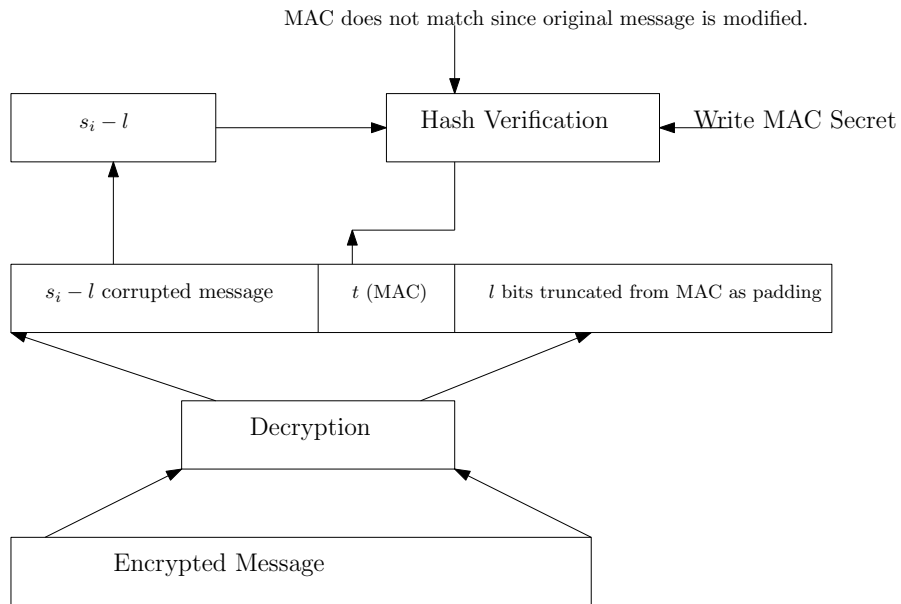 MAC does not match since original message is modified.
s_i − l
Hash Verification
Write MAC Secret
s_i − l corrupted message
t (MAC)
l bits truncated from MAC as padding
Decryption
Encrypted Message